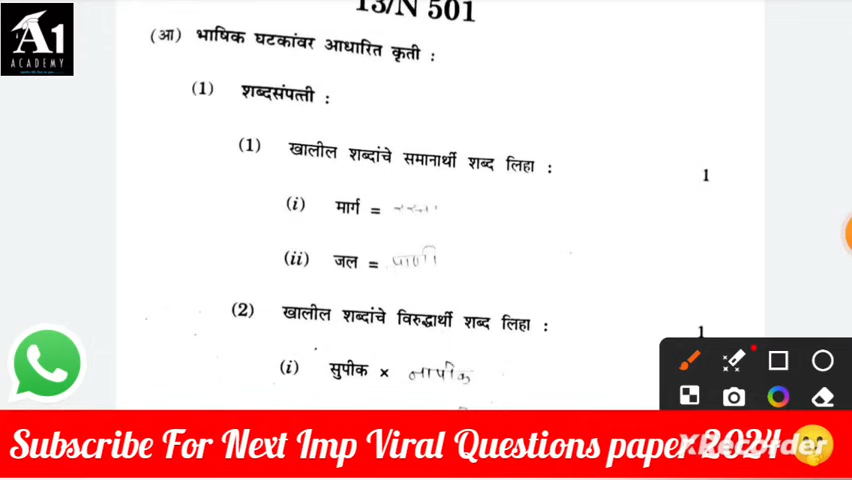 13/N 501
A1
ACADEMY
(आ) भाषिक घटकांवर आधारित कृती :
(1) शब्दसंपत्ती :
(1) खालील शब्दांचे समानार्थी शब्द लिहा : 1
(i) मार्ग =
(ii) जल = पाणी
(2) खालील शब्दांचे विरुद्धार्थी शब्द लिहा : 1
(i) सुपीक × नापीक
Subscribe For Next Imp Viral Questions paper 2024
XRecorder